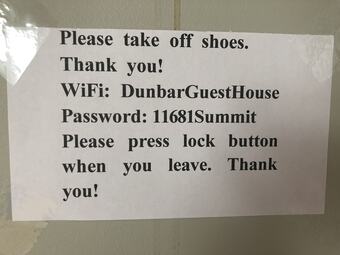 Please take off shoes.
Thank you!
WiFi: DunbarGuestHouse
Password: 11681Summit
Please press lock button
when you leave. Thank
you!